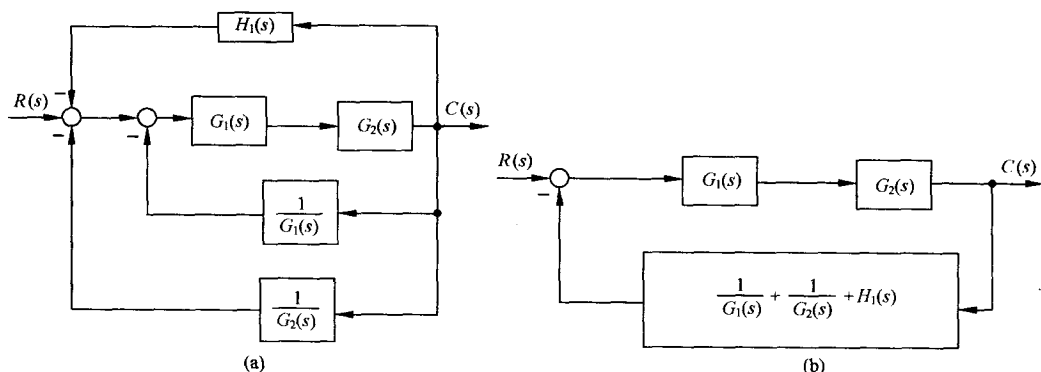 H₁(s)
−
R(s)
−
−
G₁(s)
G₂(s)
C(s)
1/G₁(s)
1/G₂(s)
(a)
R(s)
−
G₁(s)
G₂(s)
C(s)
1/G₁(s) + 1/G₂(s) + H₁(s)
(b)